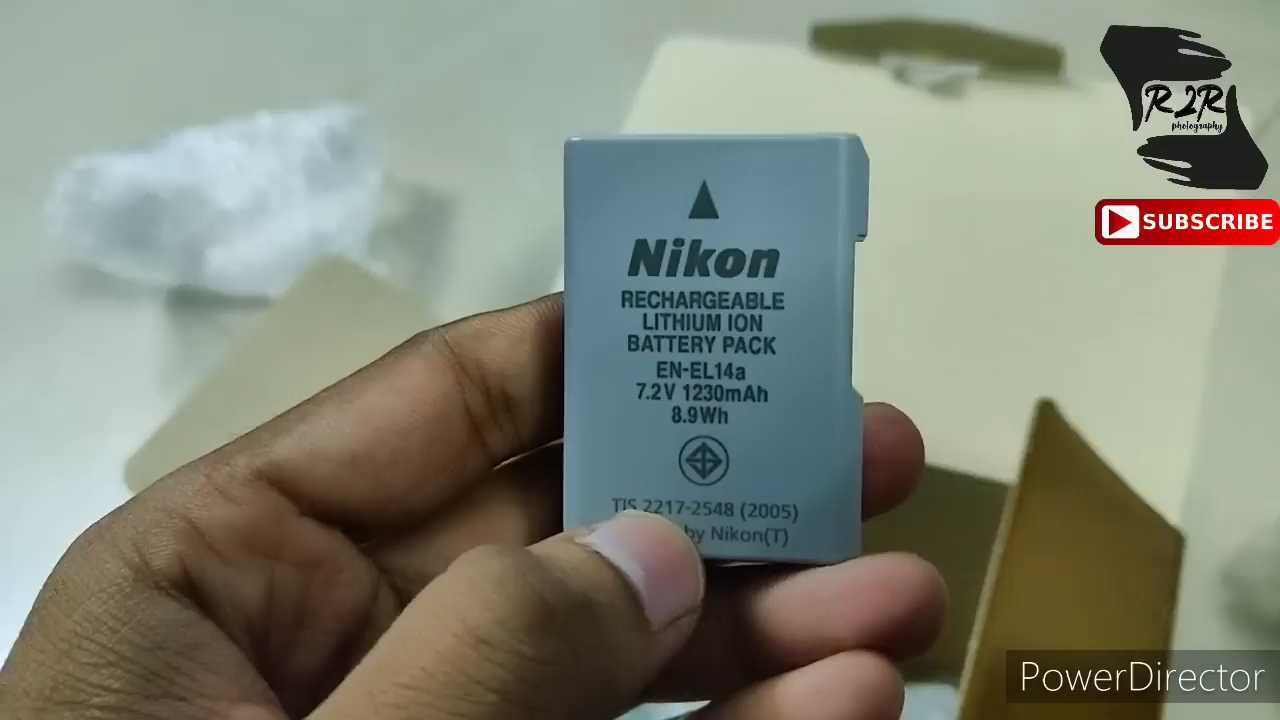 Nikon
RECHARGEABLE
LITHIUM ION
BATTERY PACK
EN-EL14a
7.2V 1230mAh
8.9Wh
TIS 2217-2548 (2005)
by Nikon(T)
R2R
photography
SUBSCRIBE
PowerDirector